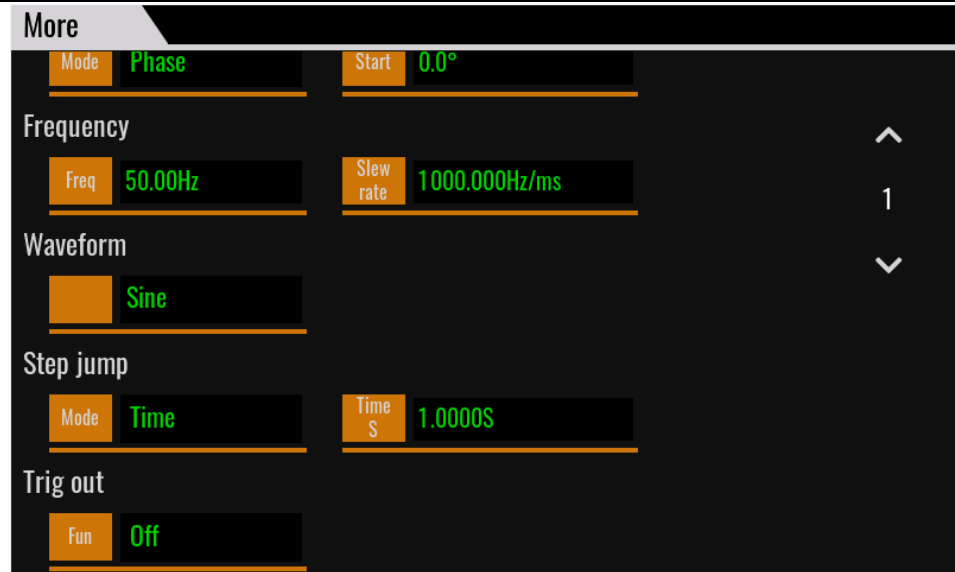 More
Mode Phase Start 0.0°
Frequency
Freq 50.00Hz Slew rate 1000.000Hz/ms
1
Waveform
Sine
Step jump
Mode Time Time S 1.0000S
Trig out
Fun Off